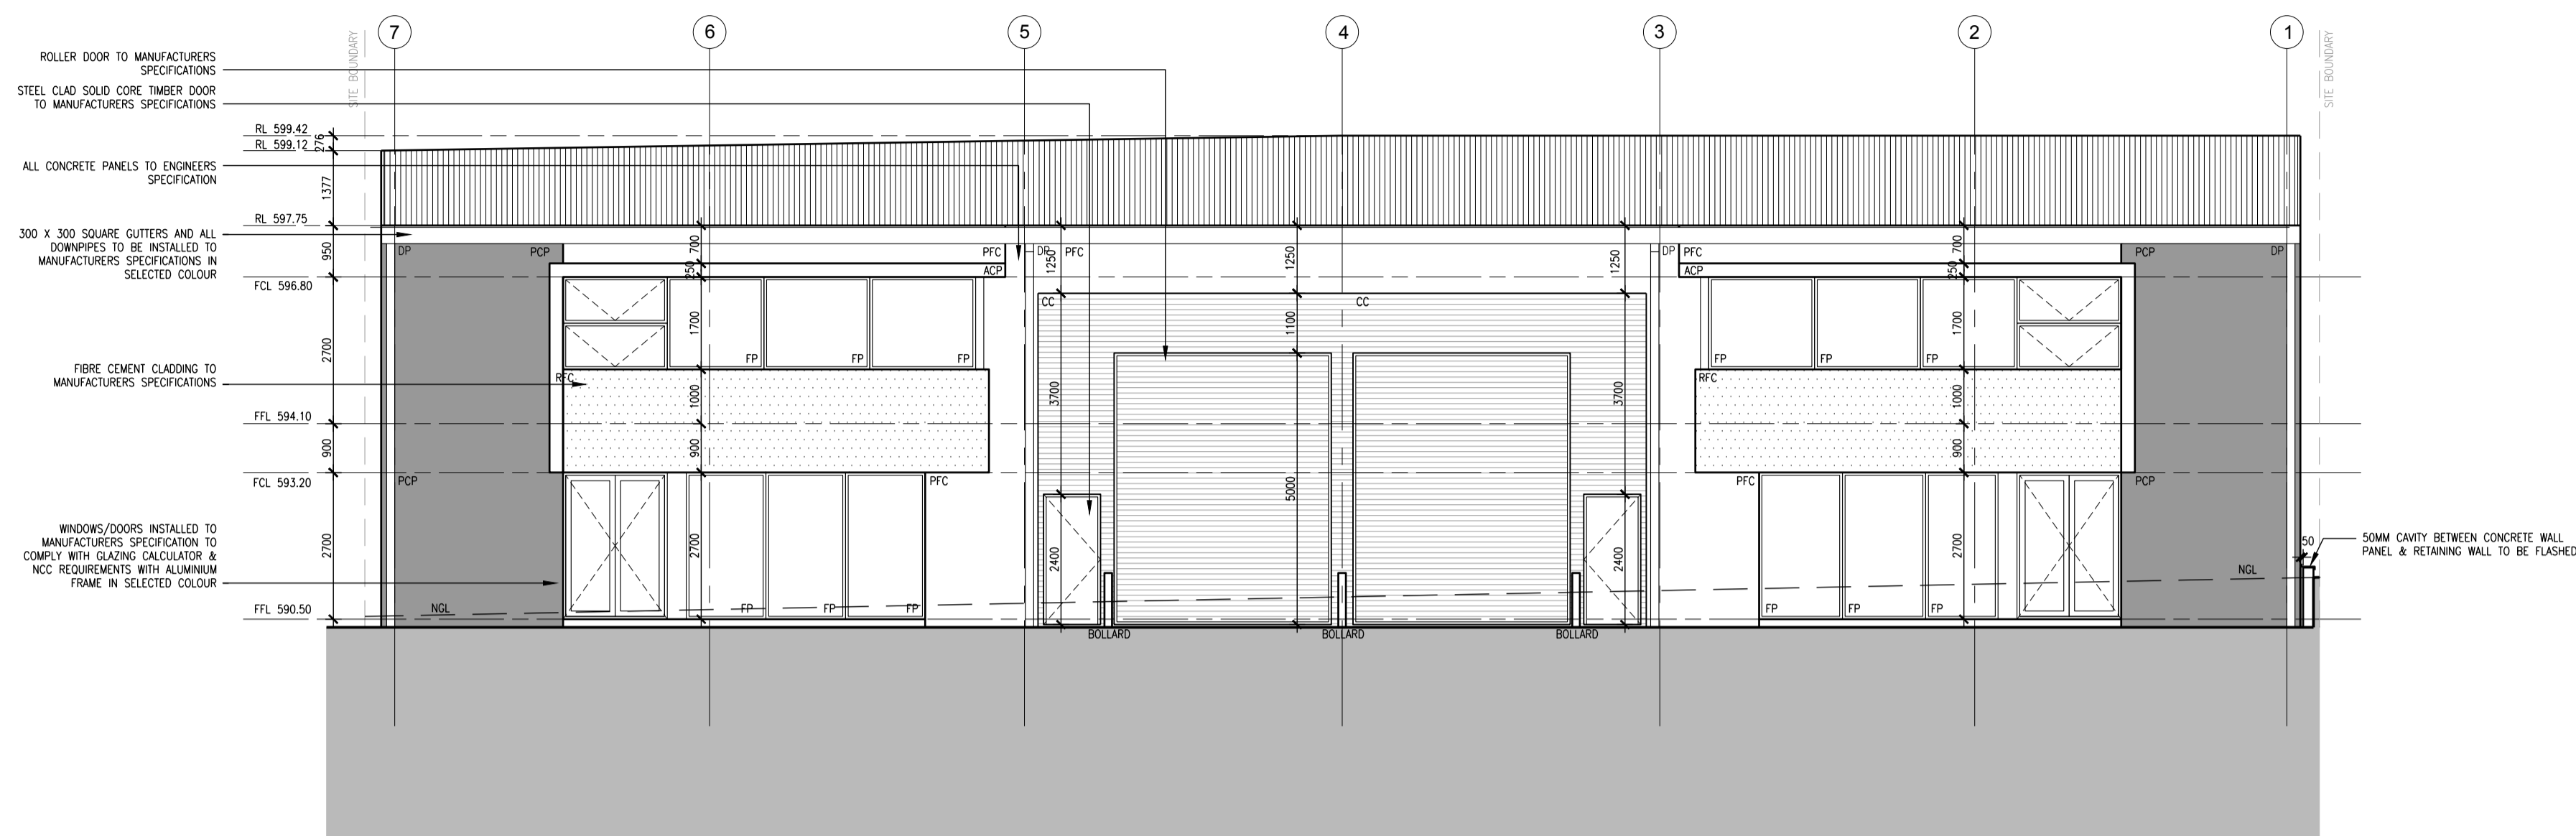 7
6
5
4
3
2
1
SITE BOUNDARY
SITE BOUNDARY
ROLLER DOOR TO MANUFACTURERS
SPECIFICATIONS
STEEL CLAD SOLID CORE TIMBER DOOR
TO MANUFACTURERS SPECIFICATIONS
RL 599.42
276
RL 599.12
ALL CONCRETE PANELS TO ENGINEERS
SPECIFICATION
1377
RL 597.75
300 X 300 SQUARE GUTTERS AND ALL
DOWNPIPES TO BE INSTALLED TO
MANUFACTURERS SPECIFICATIONS IN
SELECTED COLOUR
950
DP
PCP
700
PFC
DP
PFC
1250
1250
1250
DP
PFC
700
PCP
DP
250
ACP
ACP
250
FCL 596.80
CC
CC
1700
1100
1700
2700
FP
FP
FP
FP
FP
FP
FIBRE CEMENT CLADDING TO
MANUFACTURERS SPECIFICATIONS
RFC
RFC
1000
3700
3700
1000
FFL 594.10
900
900
900
FCL 593.20
PCP
PFC
PFC
PCP
5000
WINDOWS/DOORS INSTALLED TO
MANUFACTURERS SPECIFICATION TO
COMPLY WITH GLAZING CALCULATOR &
NCC REQUIREMENTS WITH ALUMINIUM
FRAME IN SELECTED COLOUR
2700
2700
2400
2400
2700
50
50MM CAVITY BETWEEN CONCRETE WALL
PANEL & RETAINING WALL TO BE FLASHED
NGL
NGL
FFL 590.50
FP
FP
FP
FP
FP
FP
BOLLARD
BOLLARD
BOLLARD